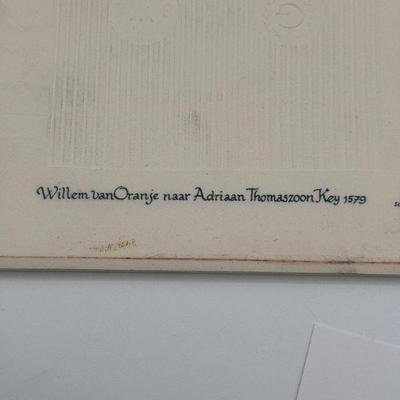 G
Willem van Oranje naar Adriaan Thomaszoon Key 1579